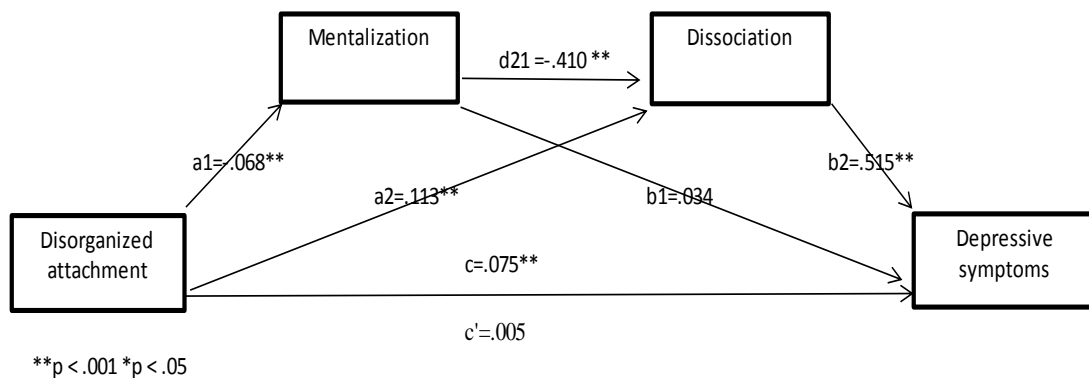 Mentalization
Dissociation
d21 =-.410 **
a1=-.068**
a2=.113**
b1=.034
b2=.515**
Disorganized
attachment
Depressive
symptoms
c=.075**
c'=.005
**p < .001 *p < .05